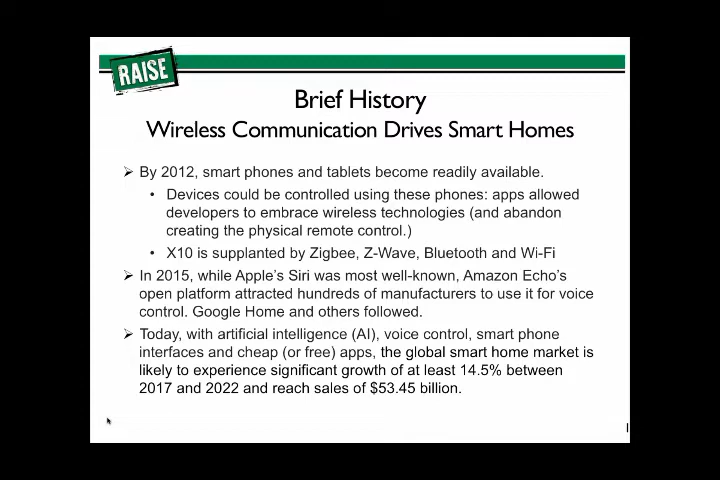 RAISE
Brief History
Wireless Communication Drives Smart Homes
➢ By 2012, smart phones and tablets become readily available.
• Devices could be controlled using these phones: apps allowed
developers to embrace wireless technologies (and abandon
creating the physical remote control.)
• X10 is supplanted by Zigbee, Z-Wave, Bluetooth and Wi-Fi
➢ In 2015, while Apple's Siri was most well-known, Amazon Echo's
open platform attracted hundreds of manufacturers to use it for voice
control. Google Home and others followed.
➢ Today, with artificial intelligence (AI), voice control, smart phone
interfaces and cheap (or free) apps, the global smart home market is
likely to experience significant growth of at least 14.5% between
2017 and 2022 and reach sales of $53.45 billion.